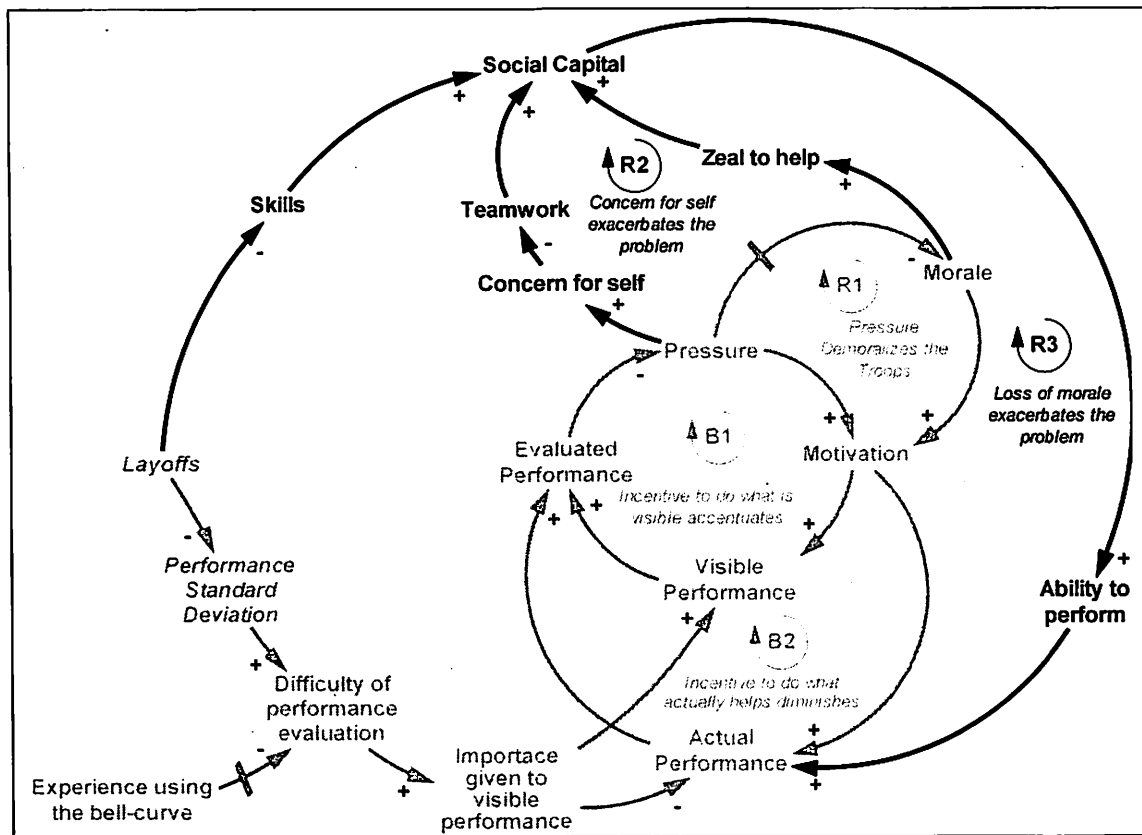 Social Capital
+
+
+
R2
Zeal to help
+
Concern for self
exacerbates the
problem
Skills
-
Teamwork
-
Concern for self
+
-
Morale
R1
Pressure
Demoralizes the
Troops
R3
Loss of morale
exacerbates the
problem
Pressure
-
+
+
B1
Evaluated
Performance
Motivation
Layoffs
Incentive to do what is
visible accentuates
+
+
+
-
Performance
Standard
Deviation
Visible
Performance
+
+
Ability to
perform
B2
Incentive to do what
actually helps diminishes
+
Difficulty of
performance
evaluation
-
+
Actual
Performance
+
+
-
Importace
given to
visible
performance
Experience using
the bell-curve